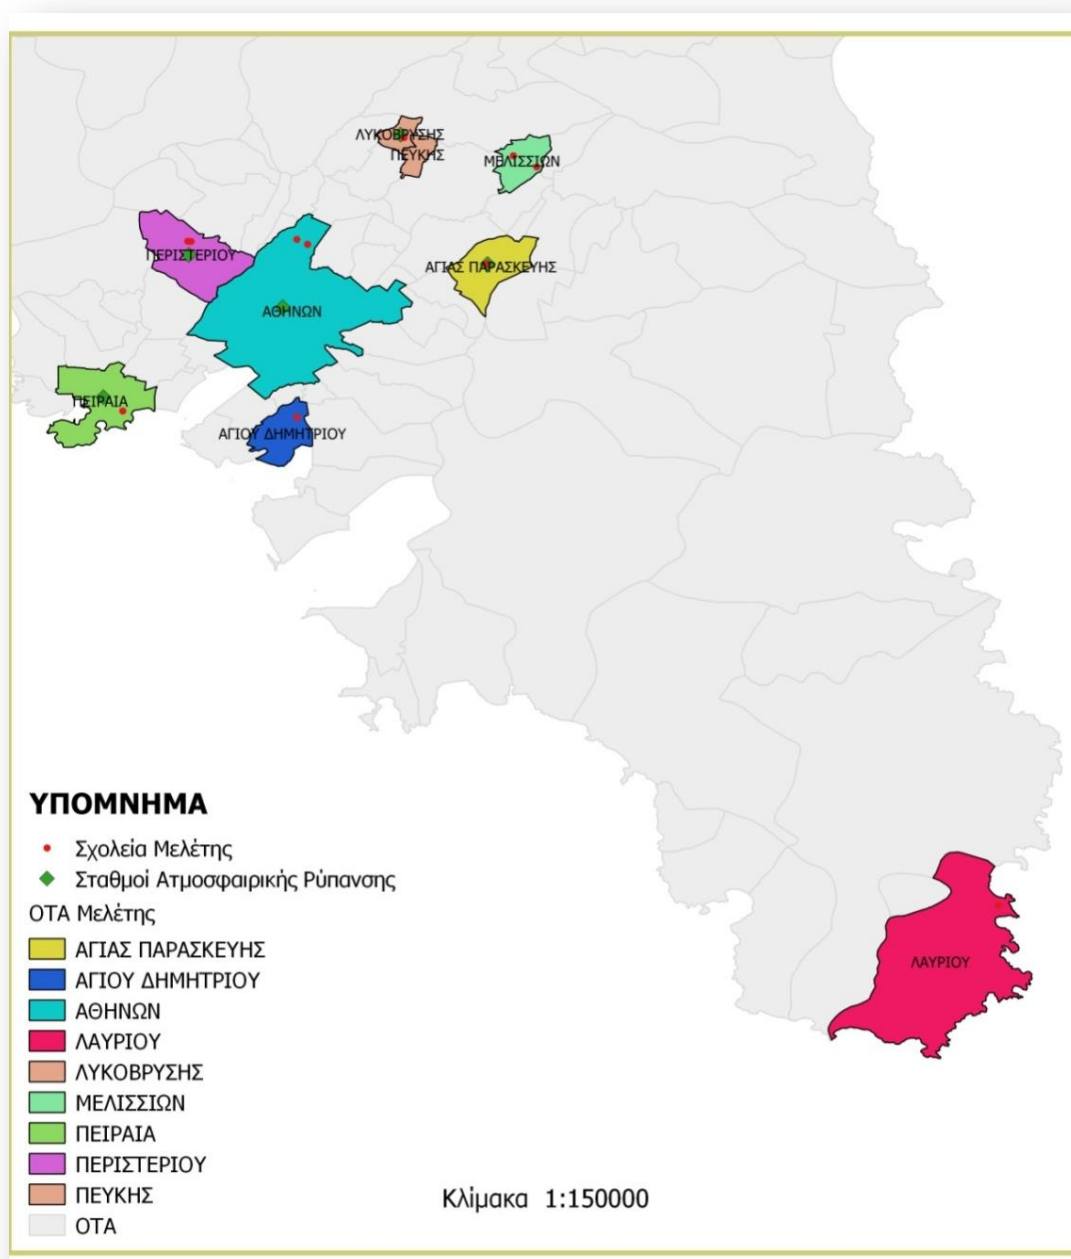 ΛΥΚΟΒΡΥΣΗΣ
ΠΕΥΚΗΣ
ΜΕΛΙΣΣΙΩΝ
ΠΕΡΙΣΤΕΡΙΟΥ
ΑΓΙΑΣ ΠΑΡΑΣΚΕΥΗΣ
ΑΘΗΝΩΝ
ΠΕΙΡΑΙΑ
ΑΓΙΟΥ ΔΗΜΗΤΡΙΟΥ
ΛΑΥΡΙΟΥ
ΥΠΟΜΝΗΜΑ
Σχολεία Μελέτης
Σταθμοί Ατμοσφαιρικής Ρύπανσης
ΟΤΑ Μελέτης
ΑΓΙΑΣ ΠΑΡΑΣΚΕΥΗΣ
ΑΓΙΟΥ ΔΗΜΗΤΡΙΟΥ
ΑΘΗΝΩΝ
ΛΑΥΡΙΟΥ
ΛΥΚΟΒΡΥΣΗΣ
ΜΕΛΙΣΣΙΩΝ
ΠΕΙΡΑΙΑ
ΠΕΡΙΣΤΕΡΙΟΥ
ΠΕΥΚΗΣ
ΟΤΑ
Κλίμακα 1:150000